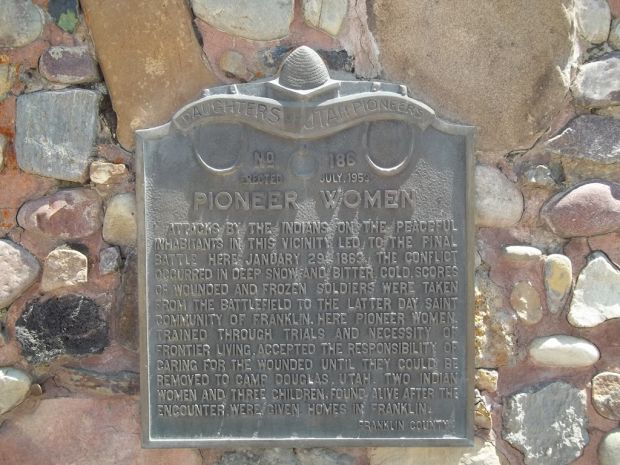 DAUGHTERS OF UTAH PIONEERS
NO. 186
ERECTED JULY, 1953
PIONEER WOMEN
ATTACKS BY THE INDIANS ON THE PEACEFUL
INHABITANTS IN THIS VICINITY LED TO THE FINAL
BATTLE HERE JANUARY 29, 1863. THE CONFLICT
OCCURRED IN DEEP SNOW AND BITTER COLD. SCORES
OF WOUNDED AND FROZEN SOLDIERS WERE TAKEN
FROM THE BATTLEFIELD TO THE LATTER DAY SAINT
COMMUNITY OF FRANKLIN. HERE PIONEER WOMEN,
TRAINED THROUGH TRIALS AND NECESSITY OF
FRONTIER LIVING, ACCEPTED THE RESPONSIBILITY OF
CARING FOR THE WOUNDED UNTIL THEY COULD BE
REMOVED TO CAMP DOUGLAS, UTAH. TWO INDIAN
WOMEN AND THREE CHILDREN, FOUND ALIVE AFTER THE
ENCOUNTER, WERE GIVEN HOMES IN FRANKLIN.
FRANKLIN COUNTY